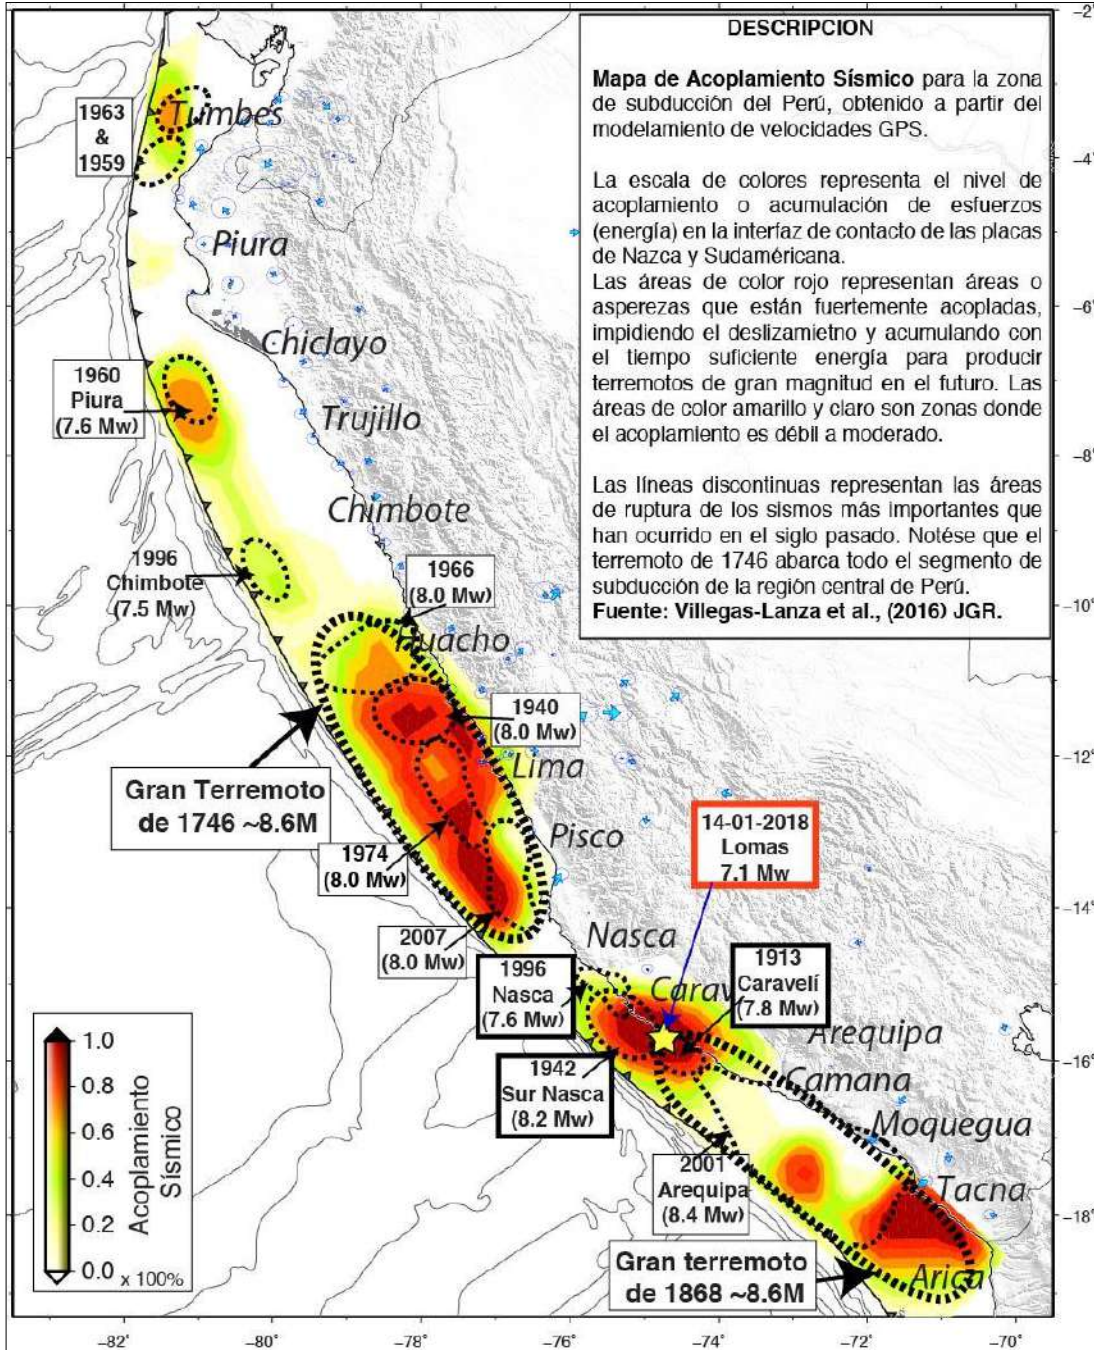 DESCRIPCION
Mapa de Acoplamiento Sísmico para la zona
de subducción del Perú, obtenido a partir del
modelamiento de velocidades GPS.
La escala de colores representa el nivel de
acoplamiento o acumulación de esfuerzos
(energía) en la interfaz de contacto de las placas
de Nazca y Sudaméricana.
Las áreas de color rojo representan áreas o
asperezas que están fuertemente acopladas,
impidiendo el deslizamietno y acumulando con
el tiempo suficiente energía para producir
terremotos de gran magnitud en el futuro. Las
áreas de color amarillo y claro son zonas donde
el acoplamiento es débil a moderado.
Las líneas discontinuas representan las áreas
de ruptura de los sismos más importantes que
han ocurrido en el siglo pasado. Notése que el
terremoto de 1746 abarca todo el segmento de
subducción de la región central de Perú.
Fuente: Villegas-Lanza et al., (2016) JGR.
1963
&
1959
Tumbes
Piura
Chiclayo
1960
Piura
(7.6 Mw)
Trujillo
Chimbote
1996
Chimbote
(7.5 Mw)
1966
(8.0 Mw)
Huacho
1940
(8.0 Mw)
Lima
Gran Terremoto
de 1746 ~8.6M
Pisco
1974
(8.0 Mw)
14-01-2018
Lomas
7.1 Mw
2007
(8.0 Mw)
Nasca
1996
Nasca
(7.6 Mw)
Carav
1913
Caravelí
(7.8 Mw)
Arequipa
1942
Sur Nasca
(8.2 Mw)
Camana
Moquegua
2001
Arequipa
(8.4 Mw)
Tacna
Gran terremoto
de 1868 ~8.6M
Arica
1.0
0.8
0.6
0.4
0.2
0.0
x 100%
Acoplamiento
Sísmico
−2°
−4°
−6°
−8°
−10°
−12°
−14°
−16°
−18°
−82°
−80°
−78°
−76°
−74°
−72°
−70°